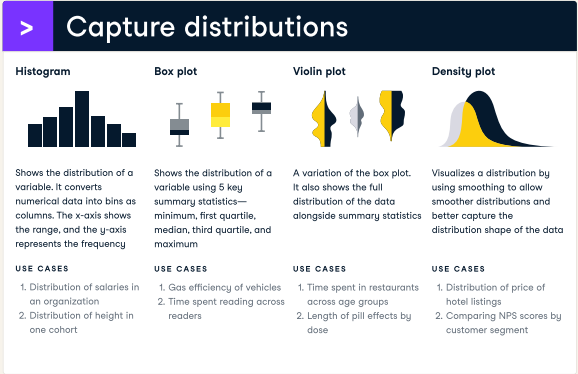 > Capture distributions
Histogram
Shows the distribution of a
variable. It converts
numerical data into bins as
columns. The x-axis shows
the range, and the y-axis
represents the frequency
USE CASES
1. Distribution of salaries in
an organization
2. Distribution of height in
one cohort
Box plot
Shows the distribution of a
variable using 5 key
summary statistics—
minimum, first quartile,
median, third quartile, and
maximum
USE CASES
1. Gas efficiency of vehicles
2. Time spent reading across
readers
Violin plot
A variation of the box plot.
It also shows the full
distribution of the data
alongside summary statistics
USE CASES
1. Time spent in restaurants
across age groups
2. Length of pill effects by
dose
Density plot
Visualizes a distribution by
using smoothing to allow
smoother distributions and
better capture the
distribution shape of the data
USE CASES
1. Distribution of price of
hotel listings
2. Comparing NPS scores by
customer segment